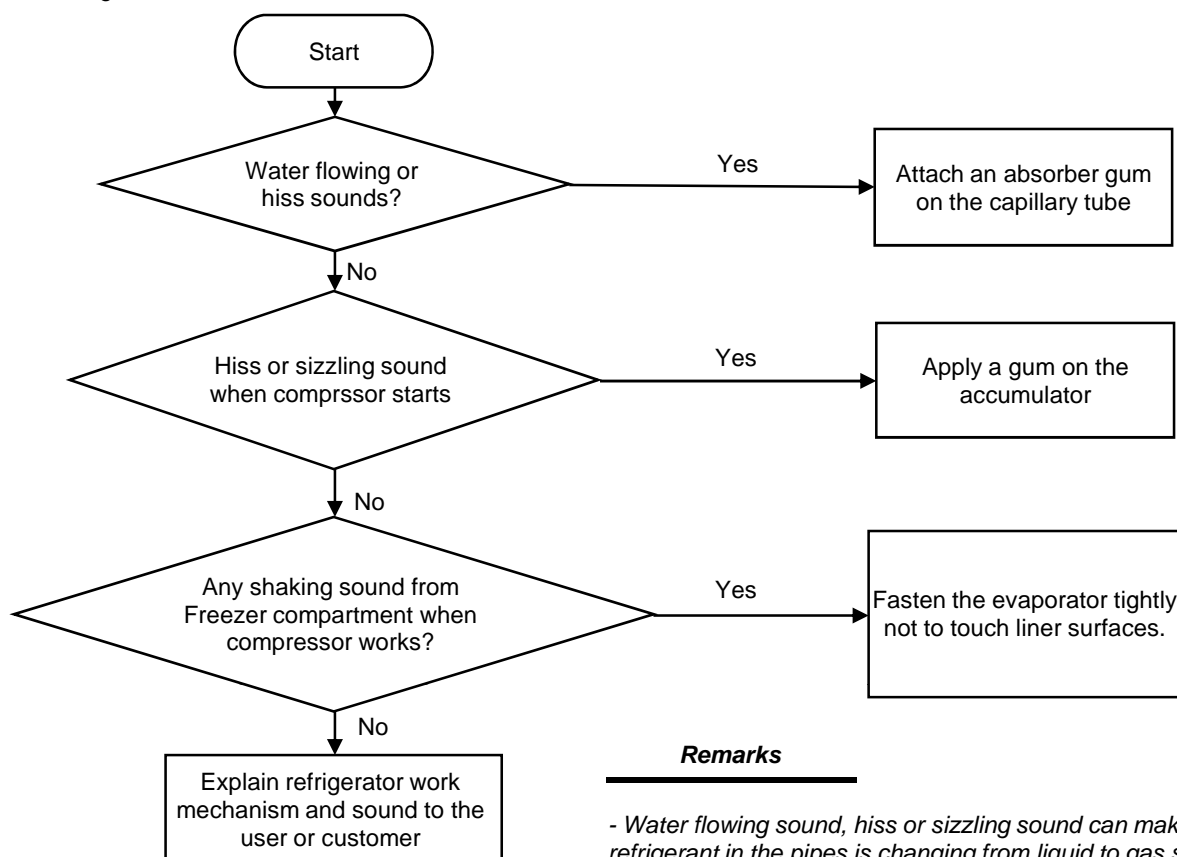 Start
Water flowing or
hiss sounds?
Yes
Attach an absorber gum
on the capillary tube
No
Hiss or sizzling sound
when comprssor starts
Yes
Apply a gum on the
accumulator
No
Any shaking sound from
Freezer compartment when
compressor works?
Yes
Fasten the evaporator tightly
not to touch liner surfaces.
No
Explain refrigerator work
mechanism and sound to the
user or customer
Remarks
- Water flowing sound, hiss or sizzling sound can mak
refrigerant in the pipes is changing from liquid to gas s